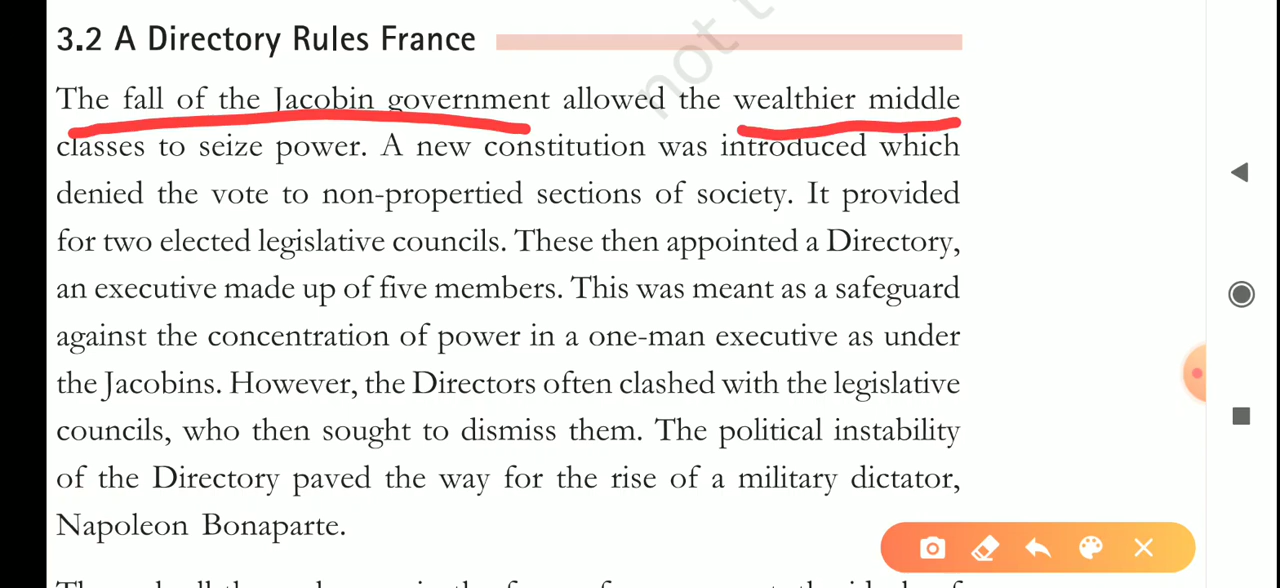 3.2 A Directory Rules France
not
The fall of the Jacobin government allowed the wealthier middle
classes to seize power. A new constitution was introduced which
denied the vote to non-propertied sections of society. It provided
for two elected legislative councils. These then appointed a Directory,
an executive made up of five members. This was meant as a safeguard
against the concentration of power in a one-man executive as under
the Jacobins. However, the Directors often clashed with the legislative
councils, who then sought to dismiss them. The political instability
of the Directory paved the way for the rise of a military dictator,
Napoleon Bonaparte.